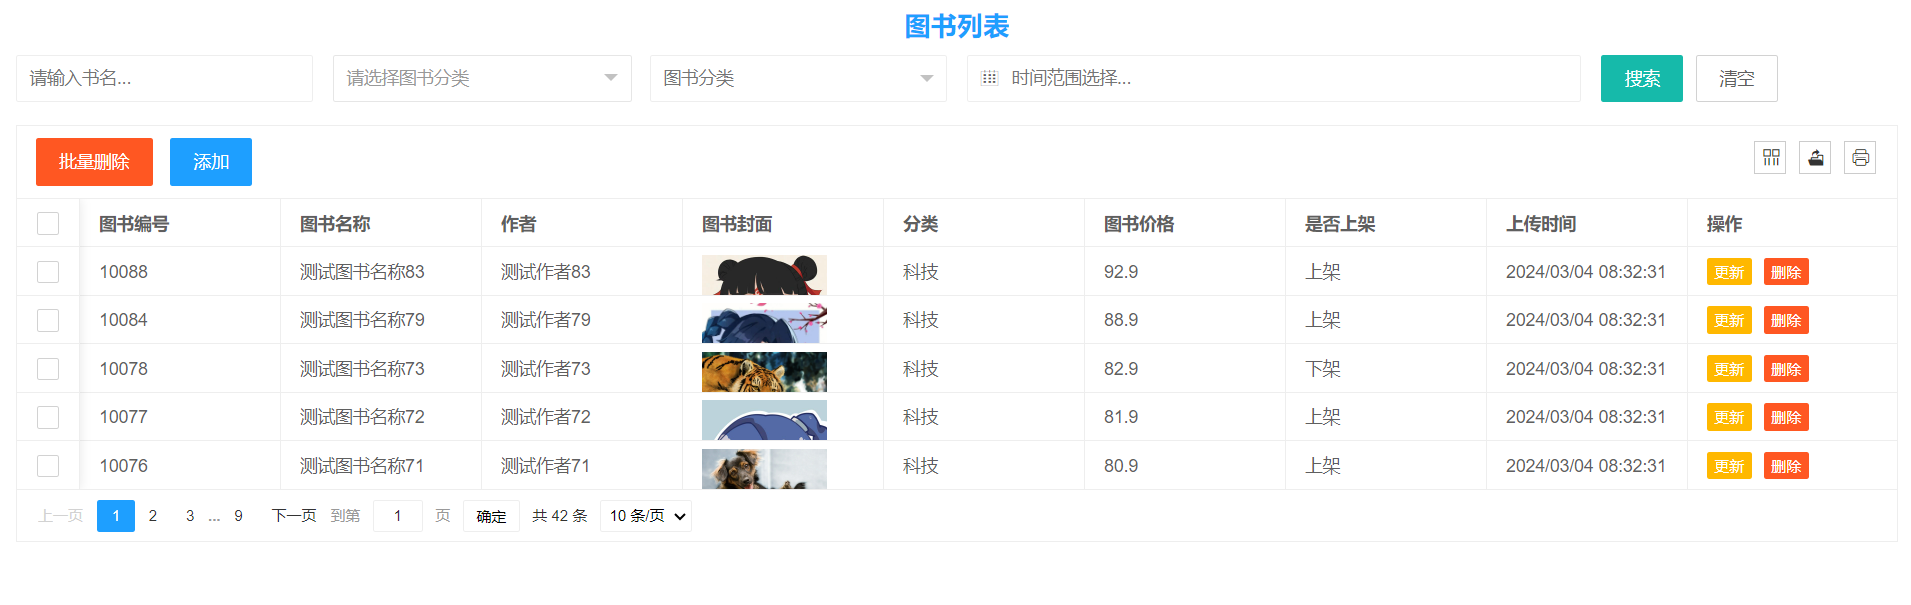 图书列表
请输入书名... 请选择图书分类 图书分类 时间范围选择... 搜索 清空
批量删除 添加
图书编号 图书名称 作者 图书封面 分类 图书价格 是否上架 上传时间 操作
10088 测试图书名称83 测试作者83 科技 92.9 上架 2024/03/04 08:32:31 更新 删除
10084 测试图书名称79 测试作者79 科技 88.9 上架 2024/03/04 08:32:31 更新 删除
10078 测试图书名称73 测试作者73 科技 82.9 下架 2024/03/04 08:32:31 更新 删除
10077 测试图书名称72 测试作者72 科技 81.9 上架 2024/03/04 08:32:31 更新 删除
10076 测试图书名称71 测试作者71 科技 80.9 上架 2024/03/04 08:32:31 更新 删除
上一页 1 2 3 ... 9 下一页 到第 1 页 确定 共 42 条 10 条/页